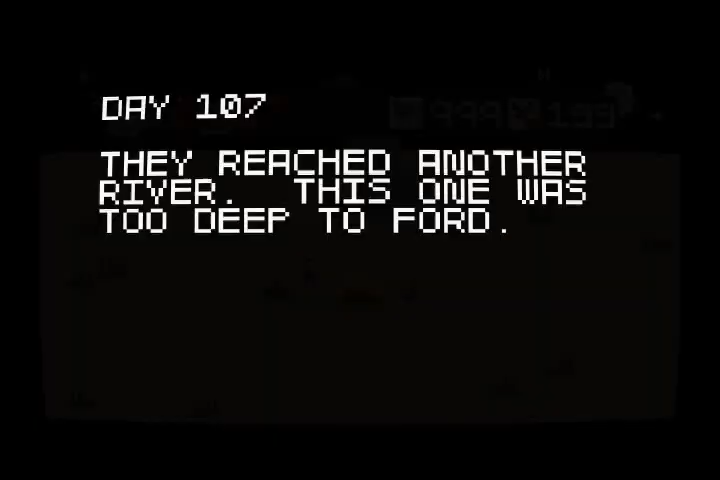 DAY 107
THEY REACHED ANOTHER
RIVER. THIS ONE WAS
TOO DEEP TO FORD.